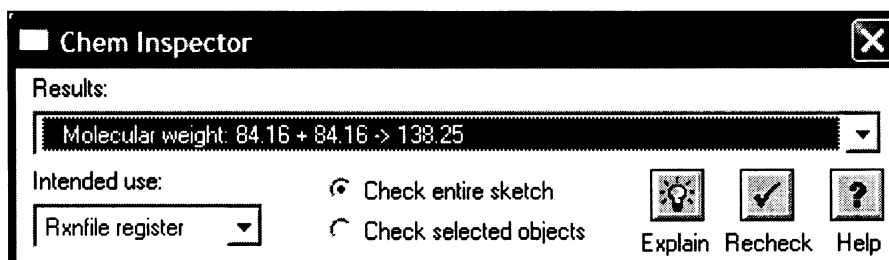 Chem Inspector
Results:
Molecular weight: 84.16 + 84.16 -> 138.25
Intended use:
Check entire sketch
Rxnfile register
Check selected objects
Explain Recheck Help